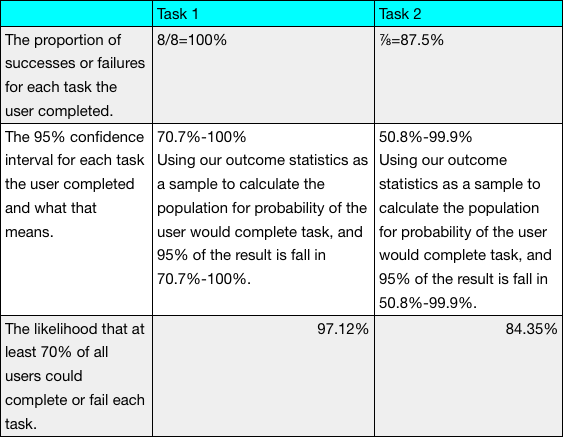 Task 1
Task 2
The proportion of
successes or failures
for each task the
user completed.
8/8=100%
⅞=87.5%
The 95% confidence
interval for each task
the user completed
and what that
means.
70.7%-100%
Using our outcome statistics as
a sample to calculate the
population for probability of the
user would complete task, and
95% of the result is fall in
70.7%-100%.
50.8%-99.9%
Using our outcome
statistics as a sample to
calculate the population
for probability of the user
would complete task, and
95% of the result is fall in
50.8%-99.9%.
The likelihood that at
least 70% of all
users could
complete or fail each
task.
97.12%
84.35%